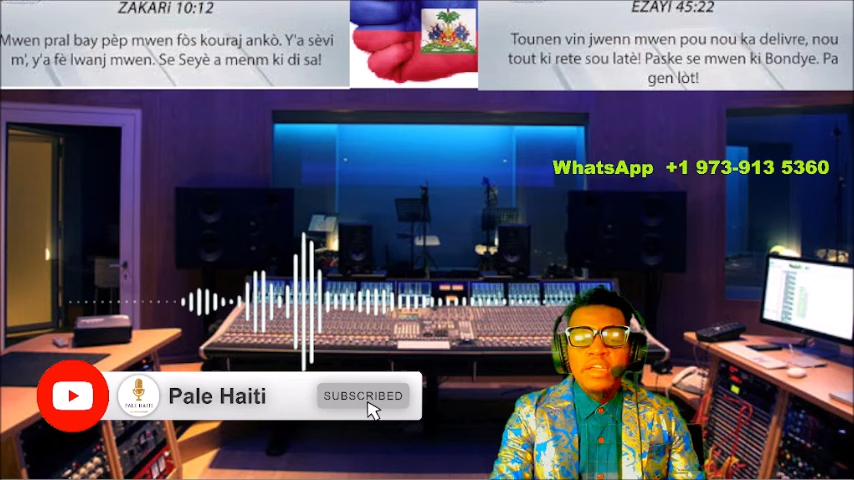 ZAKARi 10:12
Mwen pral bay pèp mwen fòs kouraj ankò. Y'a sèvi
m', y'a fè lwanj mwen. Se Seyè a menm ki di sa!
EZAYI 45:22
Tounen vin jwenn mwen pou nou ka delivre, nou
tout ki rete sou latè! Paske se mwen ki Bondye. Pa
gen lòt!
WhatsApp +1 973-913 5360
PALE HAITI
Pale Haiti
SUBSCRIBED